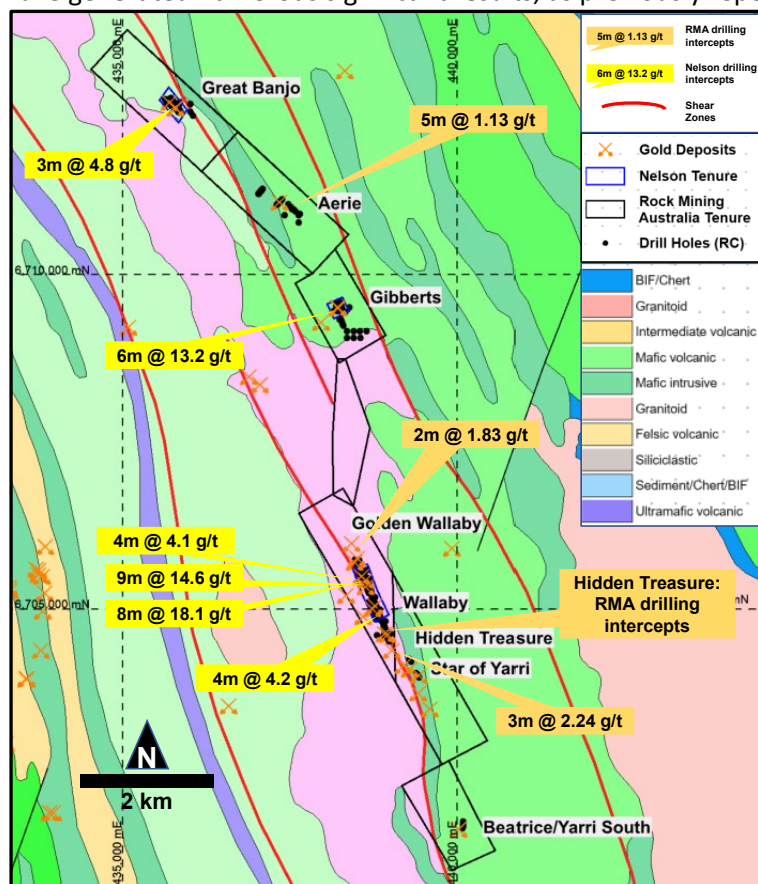 5m @ 1.13 g/t
RMA drilling
intercepts
6m @ 13.2 g/t
Nelson drilling
intercepts
Shear
Zones
Gold Deposits
Nelson Tenure
Rock Mining
Australia Tenure
Drill Holes (RC)
BIF/Chert
Granitoid
Intermediate volcanic
Mafic volcanic
Mafic intrusive
Granitoid
Felsic volcanic
Siliciclastic
Sediment/Chert/BIF
Ultramafic volcanic
435,000 mE
440,000 mE
Great Banjo
5m @ 1.13 g/t
3m @ 4.8 g/t
Aerie
6,710,000 mN
Gibberts
6m @ 13.2 g/t
2m @ 1.83 g/t
Golden Wallaby
4m @ 4.1 g/t
9m @ 14.6 g/t
Hidden Treasure:
RMA drilling
intercepts
Wallaby
8m @ 18.1 g/t
6,705,000 mN
Hidden Treasure
Star of Yarri
4m @ 4.2 g/t
3m @ 2.24 g/t
N
2 km
Beatrice/Yarri South
435,000 mE
440,000 mE